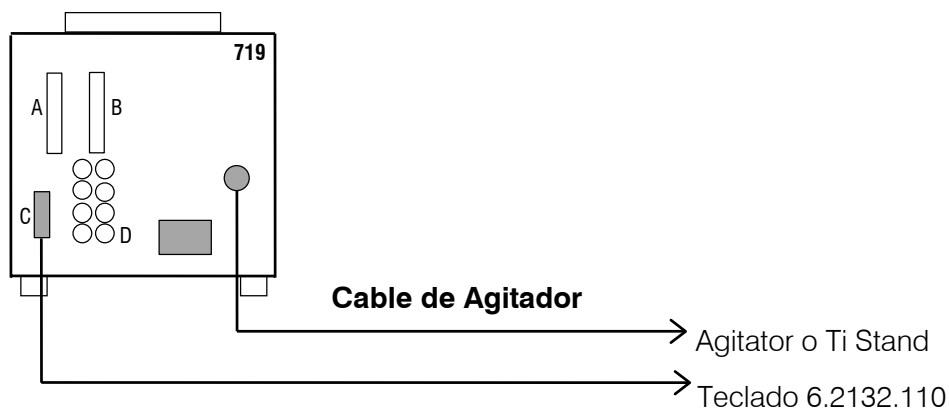 719
A
B
C
D
Cable de Agitador
Agitator o Ti Stand
Teclado 6.2132.110